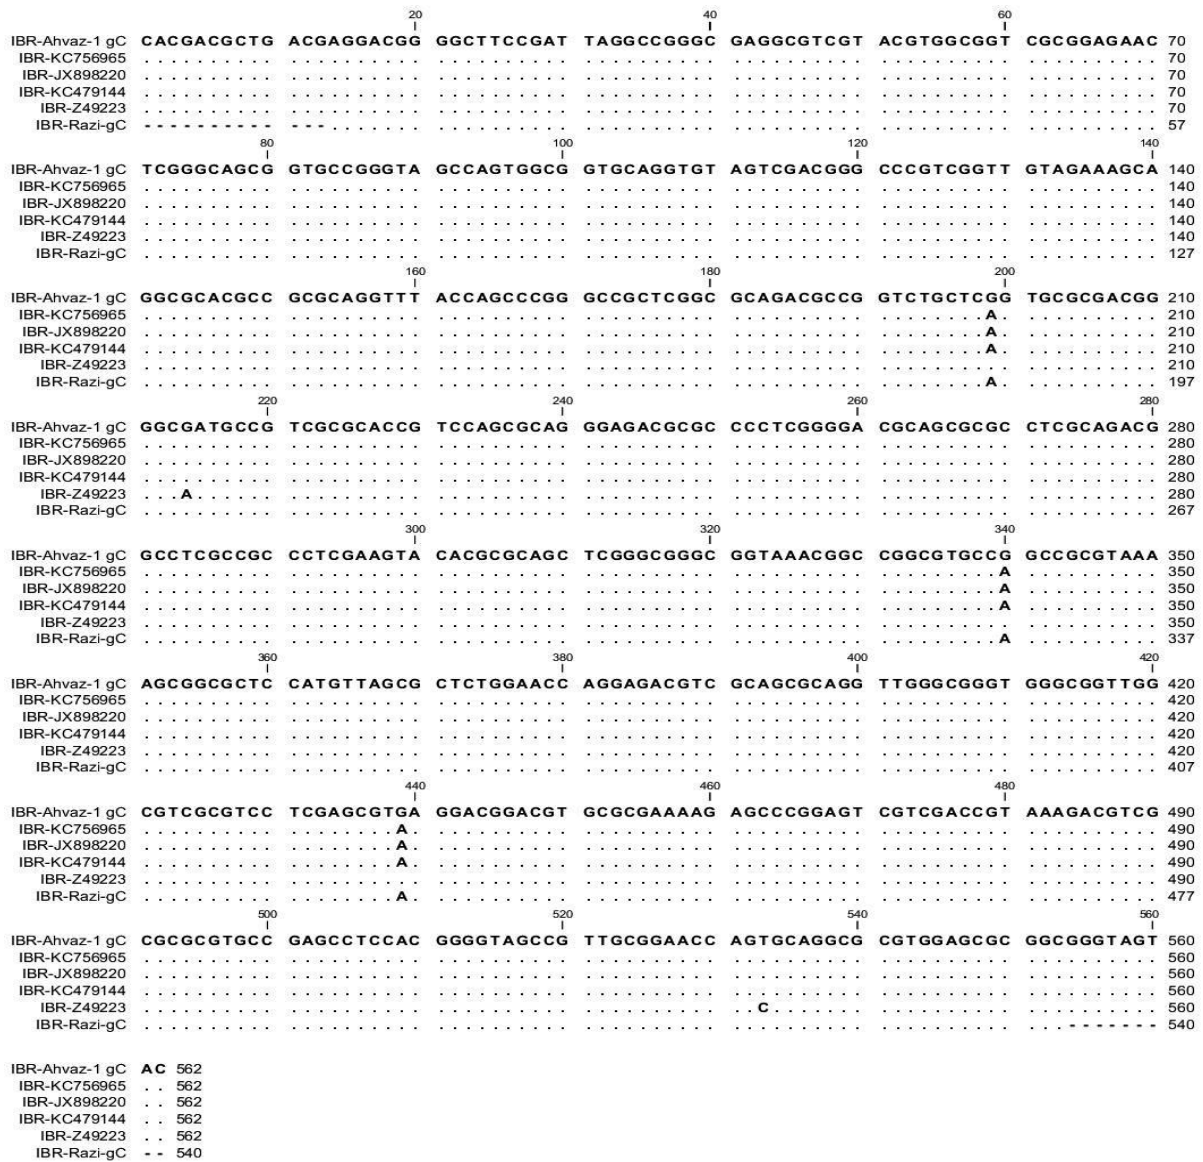 20 40 60
IBR-Ahvaz-1 gC CACGACGCTG ACGAGGACGG GGCTTCCGAT TAGGCCGGGC GAGGCGTCGT ACGTGGCGGT CGCGGAGAAC 70
IBR-KC756965 .......... .......... .......... .......... .......... .......... .......... 70
IBR-JX898220 .......... .......... .......... .......... .......... .......... .......... 70
IBR-KC479144 .......... .......... .......... .......... .......... .......... .......... 70
IBR-Z49223 .......... .......... .......... .......... .......... .......... .......... 70
IBR-Razi-gC ---------- ---....... .......... .......... .......... .......... .......... 57
80 100 120 140
IBR-Ahvaz-1 gC TCGGGCAGCG GTGCCGGGTA GCCAGTGGCG GTGCAGGTGT AGTCGACGGG CCCGTCGGTT GTAGAAAGCA 140
IBR-KC756965 .......... .......... .......... .......... .......... .......... .......... 140
IBR-JX898220 .......... .......... .......... .......... .......... .......... .......... 140
IBR-KC479144 .......... .......... .......... .......... .......... .......... .......... 140
IBR-Z49223 .......... .......... .......... .......... .......... .......... .......... 140
IBR-Razi-gC .......... .......... .......... .......... .......... .......... .......... 127
160 180 200
IBR-Ahvaz-1 gC GGCGCACGCC GCGCAGGTTT ACCAGCCCGG GCCGCTCGGC GCAGACGCCG GTCTGCTCGG TGCGCGACGG 210
IBR-KC756965 .......... .......... .......... .......... .......... ........A. .......... 210
IBR-JX898220 .......... .......... .......... .......... .......... ........A. .......... 210
IBR-KC479144 .......... .......... .......... .......... .......... ........A. .......... 210
IBR-Z49223 .......... .......... .......... .......... .......... .......... .......... 210
IBR-Razi-gC .......... .......... .......... .......... .......... ........A. .......... 197
220 240 260 280
IBR-Ahvaz-1 gC GGCGATGCCG TCGCGCACCG TCCAGCGCAG GGAGACGCGC CCCTCGGGGA CGCAGCGCGC CTCGCAGACG 280
IBR-KC756965 .......... .......... .......... .......... .......... .......... .......... 280
IBR-JX898220 .......... .......... .......... .......... .......... .......... .......... 280
IBR-KC479144 .......... .......... .......... .......... .......... .......... .......... 280
IBR-Z49223 ...A...... .......... .......... .......... .......... .......... .......... 280
IBR-Razi-gC .......... .......... .......... .......... .......... .......... .......... 267
300 320 340
IBR-Ahvaz-1 gC GCCTCGCCGC CCTCGAAGTA CACGCGCAGC TCGGGCGGGC GGTAAACGGC CGGCGTGCCG GCCGCGTAAA 350
IBR-KC756965 .......... .......... .......... .......... .......... .........A .......... 350
IBR-JX898220 .......... .......... .......... .......... .......... .........A .......... 350
IBR-KC479144 .......... .......... .......... .......... .......... .........A .......... 350
IBR-Z49223 .......... .......... .......... .......... .......... .......... .......... 350
IBR-Razi-gC .......... .......... .......... .......... .......... .........A .......... 337
360 380 400 420
IBR-Ahvaz-1 gC AGCGGCGCTC CATGTTAGCG CTCTGGAACC AGGAGACGTC GCAGCGCAGG TTGGGCGGGT GGGCGGTTGG 420
IBR-KC756965 .......... .......... .......... .......... .......... .......... .......... 420
IBR-JX898220 .......... .......... .......... .......... .......... .......... .......... 420
IBR-KC479144 .......... .......... .......... .......... .......... .......... .......... 420
IBR-Z49223 .......... .......... .......... .......... .......... .......... .......... 420
IBR-Razi-gC .......... .......... .......... .......... .......... .......... .......... 407
440 460 480
IBR-Ahvaz-1 gC CGTCGCGTCC TCGAGCGTGA GGACGGACGT GCGCGAAAAG AGCCCGGAGT CGTCGACCGT AAAGACGTCG 490
IBR-KC756965 .......... ........A. .......... .......... .......... .......... .......... 490
IBR-JX898220 .......... ........A. .......... .......... .......... .......... .......... 490
IBR-KC479144 .......... ........A. .......... .......... .......... .......... .......... 490
IBR-Z49223 .......... .......... .......... .......... .......... .......... .......... 490
IBR-Razi-gC .......... ........A. .......... .......... .......... .......... .......... 477
500 520 540 560
IBR-Ahvaz-1 gC CGCGCGTGCC GAGCCTCCAC GGGGTAGCCG TTGCGGAACC AGTGCAGGCG CGTGGAGCGC GGCGGGTAGT 560
IBR-KC756965 .......... .......... .......... .......... .......... .......... .......... 560
IBR-JX898220 .......... .......... .......... .......... .......... .......... .......... 560
IBR-KC479144 .......... .......... .......... .......... .......... .......... .......... 560
IBR-Z49223 .......... .......... .......... .......... ..C....... .......... .......... 560
IBR-Razi-gC .......... .......... .......... .......... .......... .......... ...------- 540
IBR-Ahvaz-1 gC AC 562
IBR-KC756965 .. 562
IBR-JX898220 .. 562
IBR-KC479144 .. 562
IBR-Z49223 .. 562
IBR-Razi-gC -- 540